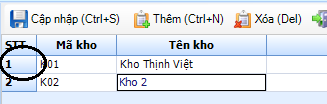 Cập nhập (Ctrl+S) Thêm (Ctrl+N) Xóa (Del)
STT Mã kho Tên kho
1 K01 Kho Thịnh Việt
2 K02 Kho 2